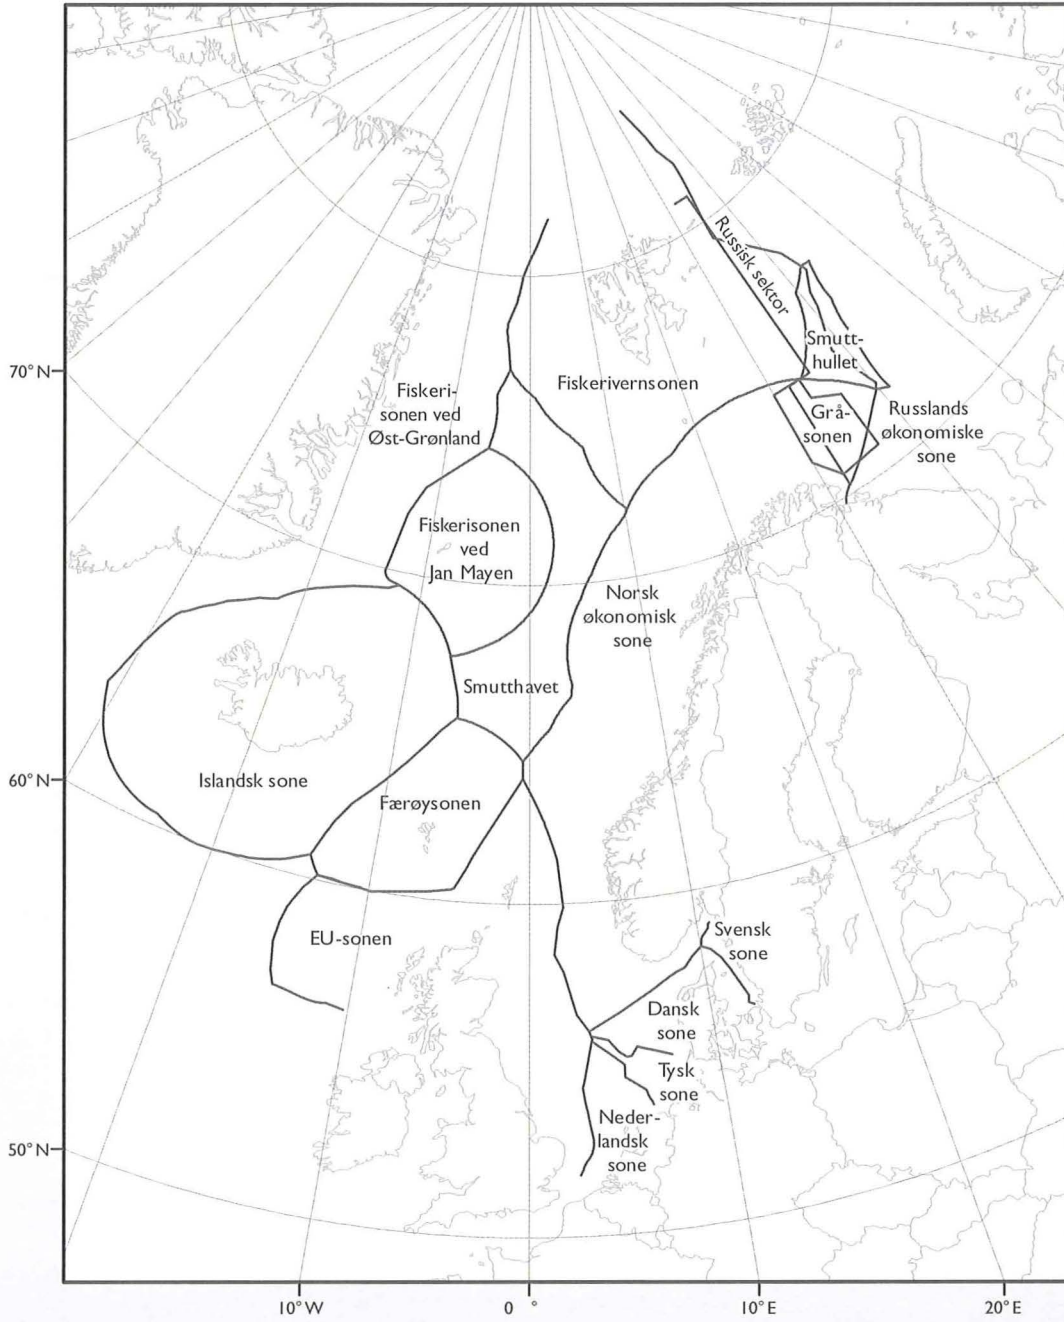 Russisk sektor
70°N
Fiskeri-
sonen ved
Øst-Grønland
Fiskerivernsonen
Smutt-
hullet
Grå-
sonen
Russlands
økonomiske
sone
Fiskerisonen
ved
Jan Mayen
Norsk
økonomisk
sone
Smutthavet
60°N
Islandsk sone
Færøysonen
EU-sonen
Svensk
sone
Dansk
sone
Tysk
sone
Neder-
landsk
sone
50°N
10°W
0 °
10°E
20°E